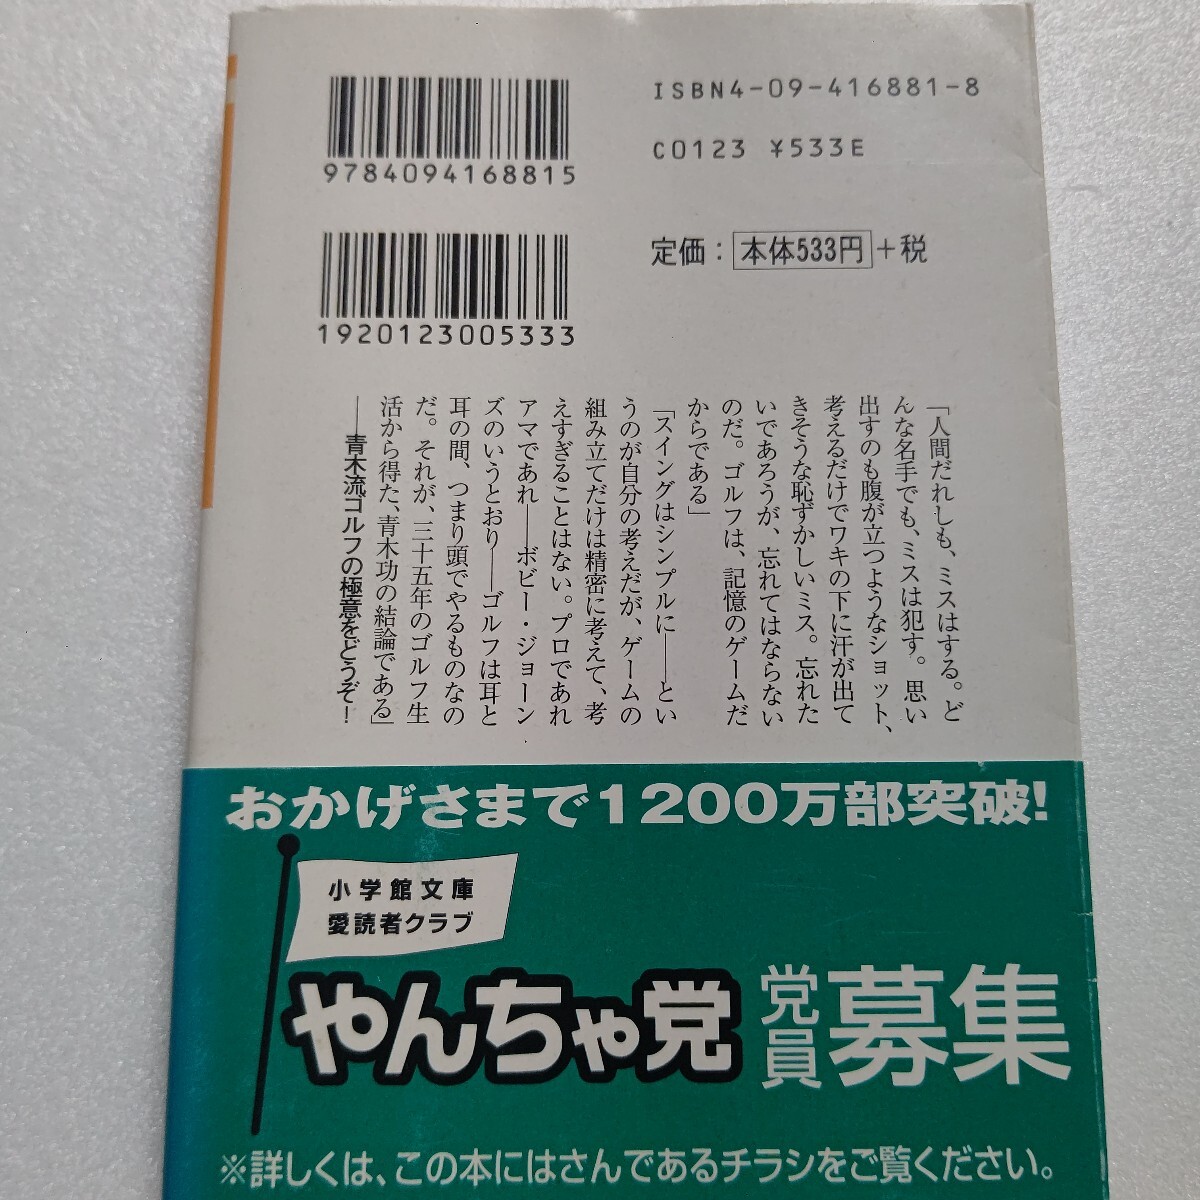 9784094168815
ISBN4-09-416881-8
C0123 ¥533E
1920123005333
定価：本体533円＋税
「人間だれしも、ミスはする。ど
んな名手でも、ミスは犯す。思い
出すのも腹が立つようなショット、
考えるだけでワキの下に汗が出て
きそうな恥ずかしいミス。忘れた
いであろうが、忘れてはならない
のだ。ゴルフは、記憶のゲームだ
からである」
「スイングはシンプルに――とい
うのが自分の考えだが、ゲームの
組み立てだけは精密に考えて、考
えすぎることはない。プロであれ
アマであれ――ボビー・ジョーン
ズのいうとおり――ゴルフは耳と
耳の間、つまり頭でやるものなの
だ。それが、三十五年のゴルフ生
活から得た、青木功の結論である」
――青木流ゴルフの極意をどうぞ！
おかげさまで1200万部突破！
小学館文庫
愛読者クラブ
やんちゃ党 党員募集
※詳しくは、この本にはさんであるチラシをご覧ください。